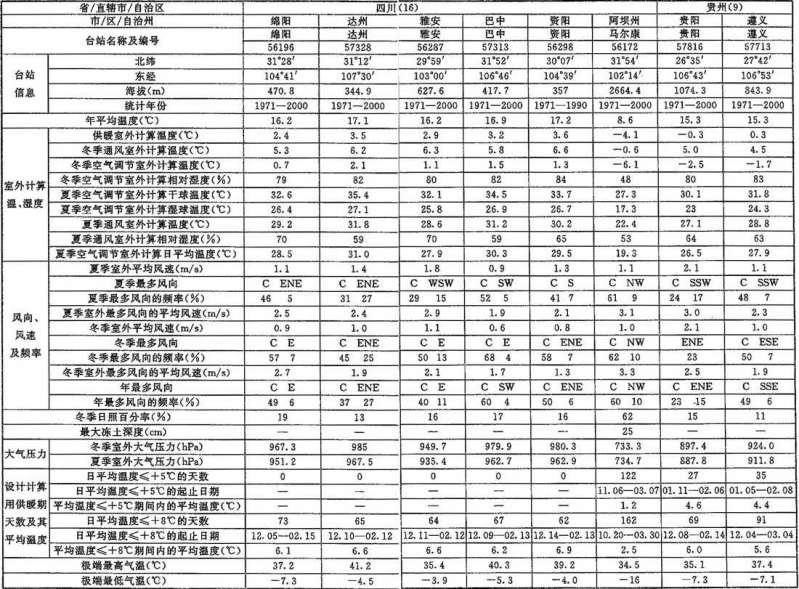 省/直辖市/自治区 四川(16) 贵州(9)
市/区/自治州 绵阳 达州 雅安 巴中 资阳 阿坝州 贵阳 遵义
台站名称及编号 绵阳 达州 雅安 巴中 资阳 马尔康 贵阳 遵义
56196 57328 56287 57313 56298 56172 57816 57713
台站信息 北纬 31°28′ 31°12′ 29°59′ 31°52′ 30°07′ 31°54′ 26°35′ 27°42′
东经 104°41′ 107°30′ 103°00′ 106°46′ 104°39′ 102°14′ 106°43′ 106°53′
海拔(m) 470.8 344.9 627.6 417.7 357 2664.4 1074.3 843.9
统计年份 1971—2000 1971—2000 1971—2000 1971—2000 1971—1990 1971—2000 1971—2000 1971—2000
年平均温度(℃) 16.2 17.1 16.2 16.9 17.2 8.6 15.3 15.3
室外计算温、湿度 供暖室外计算温度(℃) 2.4 3.5 2.9 3.2 3.6 -4.1 -0.3 0.3
冬季通风室外计算温度(℃) 5.3 6.2 6.3 5.8 6.6 -0.6 5.0 4.5
冬季空气调节室外计算温度(℃) 0.7 2.1 1.1 1.5 1.3 -6.1 -2.5 -1.7
冬季空气调节室外计算相对湿度(%) 79 82 80 82 84 48 80 83
夏季空气调节室外计算干球温度(℃) 32.6 35.4 32.1 34.5 33.7 27.3 30.1 31.8
夏季空气调节室外计算湿球温度(℃) 26.4 27.1 25.8 26.9 26.7 17.3 23 24.3
夏季通风室外计算温度(℃) 29.2 31.8 28.6 31.2 30.2 22.4 27.1 28.8
夏季通风室外计算相对湿度(%) 70 59 70 59 65 53 64 63
夏季空气调节室外计算日平均温度(℃) 28.5 31.0 27.9 30.3 29.5 19.3 26.5 27.9
风向、风速及频率 夏季室外平均风速(m/s) 1.1 1.4 1.8 0.9 1.3 1.1 2.1 1.1
夏季最多风向 C ENE C ENE C WSW C SW C S C NW C SSW C SSW
夏季最多风向的频率(%) 46 5 31 27 29 15 52 5 41 7 61 9 24 17 48 7
夏季室外最多风向的平均风速(m/s) 2.5 2.4 2.9 1.9 2.1 3.1 3.0 2.3
冬季室外平均风速(m/s) 0.9 1.0 1.1 0.6 0.8 1.0 2.1 1.0
冬季最多风向 C E C ENE C E C E C ENE C NW ENE C ESE
冬季最多风向的频率(%) 57 7 45 25 50 13 68 4 58 7 62 10 23 50 7
冬季室外最多风向的平均风速(m/s) 2.7 1.9 2.1 1.7 1.3 3.3 2.5 1.9
年最多风向 C E C ENE C E C SW C ENE C NW C ENE C SSE
年最多风向的频率(%) 49 6 37 27 40 11 60 4 50 6 60 10 23 15 49 6
冬季日照百分率(%) 19 13 16 17 16 62 15 11
最大冻土深度(cm) — — — — — 25 — —
大气压力 冬季室外大气压力(hPa) 967.3 985 949.7 979.9 980.3 733.3 897.4 924.0
夏季室外大气压力(hPa) 951.2 967.5 935.4 962.7 962.9 734.7 887.8 911.8
设计计算用供暖期天数及其平均温度 日平均温度≤+5℃的天数 0 0 0 0 0 122 27 35
日平均温度≤+5℃的起止日期 — — — — — 11.06—03.07 01.11—02.06 01.05—02.08
平均温度≤+5℃期间内的平均温度(℃) — — — — — 1.2 4.6 4.4
日平均温度≤+8℃的天数 73 65 64 67 62 162 69 91
日平均温度≤+8℃的起止日期 12.05—02.15 12.10—02.12 12.11—02.12 12.09—02.13 12.14—02.13 10.20—03.30 12.08—02.14 12.04—03.04
平均温度≤+8℃期间内的平均温度(℃) 6.1 6.6 6.6 6.2 6.9 2.5 6.0 5.6
极端最高气温(℃) 37.2 41.2 35.4 40.3 39.2 34.5 35.1 37.4
极端最低气温(℃) -7.3 -4.5 -3.9 -5.3 -4.0 -16 -7.3 -7.1